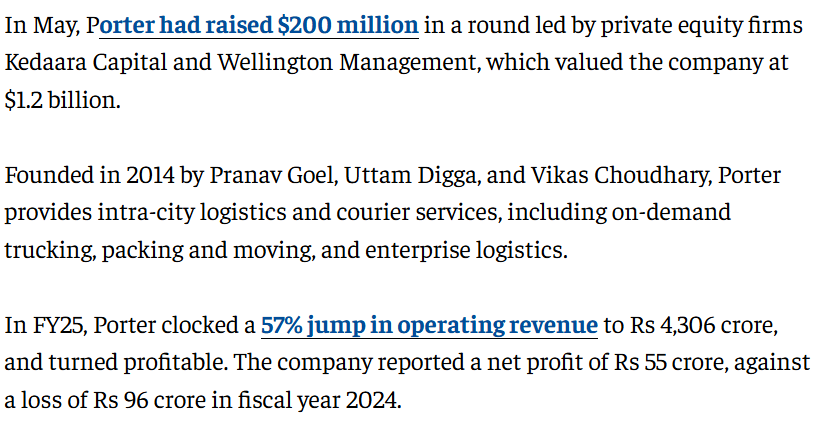 In May, Porter had raised $200 million in a round led by private equity firms
Kedaara Capital and Wellington Management, which valued the company at
$1.2 billion.
Founded in 2014 by Pranav Goel, Uttam Digga, and Vikas Choudhary, Porter
provides intra-city logistics and courier services, including on-demand
trucking, packing and moving, and enterprise logistics.
In FY25, Porter clocked a 57% jump in operating revenue to Rs 4,306 crore,
and turned profitable. The company reported a net profit of Rs 55 crore, against
a loss of Rs 96 crore in fiscal year 2024.